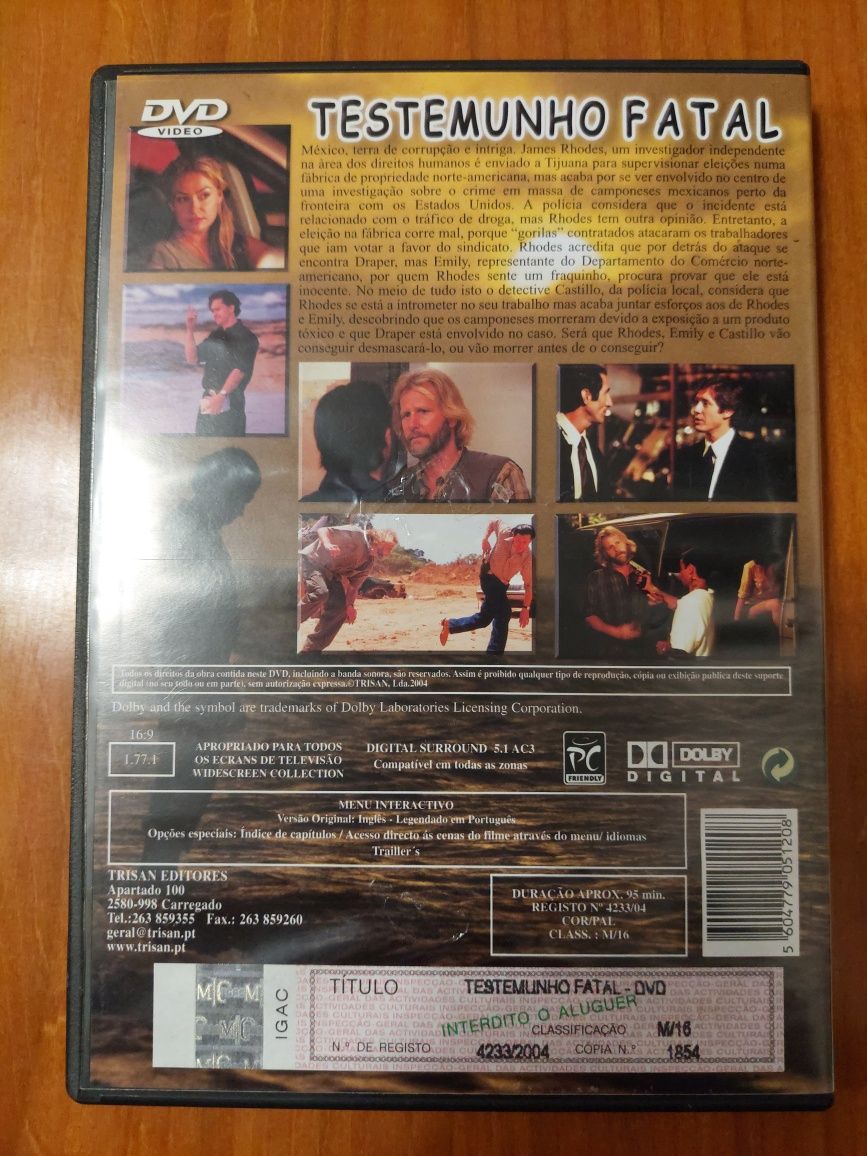 DVD
VIDEO
TESTEMUNHO FATAL
México, terra de corrupção e intriga. James Rhodes, um investigador independente
na área dos direitos humanos é enviado a Tijuana para supervisionar eleições numa
fábrica de propriedade norte-americana, mas acaba por se ver envolvido no centro de
uma investigação sobre o crime em massa de camponeses mexicanos perto da
fronteira com os Estados Unidos. A polícia considera que o incidente está
relacionado com o tráfico de droga, mas Rhodes tem outra opinião. Entretanto, a
eleição na fábrica corre mal, porque "gorilas" contratados atacaram os trabalhadores
que iam votar a favor do sindicato. Rhodes acredita que por detrás do ataque se
encontra Draper, mas Emily, representante do Departamento do Comércio norte-
americano, por quem Rhodes sente um fraquinho, procura provar que ele está
inocente. No meio de tudo isto o detective Castillo, da polícia local, considera que
Rhodes se está a intrometer no seu trabalho mas acaba juntar esforços aos de Rhodes
e Emily, descobrindo que os camponeses morreram devido a exposição a um produto
tóxico e que Draper está envolvido no caso. Será que Rhodes, Emily e Castillo vão
conseguir desmascará-lo, ou vão morrer antes de o conseguir?
Todos os direitos da obra contida neste DVD, incluindo a banda sonora, são reservados. Assim é proibido qualquer tipo de reprodução, cópia ou exibição publica deste suporte
digital (no seu todo ou em parte), sem autorização expressa.©TRISAN, Lda.2004
Dolby and the symbol are trademarks of Dolby Laboratories Licensing Corporation.
16:9
1.77.1
APROPRIADO PARA TODOS
OS ECRANS DE TELEVISÃO
WIDESCREEN COLLECTION
DIGITAL SURROUND 5.1 AC3
Compatível em todas as zonas
PC
FRIENDLY
DOLBY
DIGITAL
MENU INTERACTIVO
Versão Original: Inglês - Legendado em Português
Opções especiais: Índice de capítulos / Acesso directo ás cenas do filme através do menu/ idiomas
Trailler´s
TRISAN EDITORES
Apartado 100
2580-998 Carregado
Tel.:263 859355 Fax.: 263 859260
geral@trisan.pt
www.trisan.pt
DURAÇÃO APROX. 95 min.
REGISTO Nº 4233/04
COR/PAL
CLASS. : M/16
5 604779 051208
IGAC
TÍTULO TESTEMUNHO FATAL - DVD
INTERDITO O ALUGUER
CLASSIFICAÇÃO M/16
N.º DE REGISTO 4233/2004 CÓPIA N.º 1854